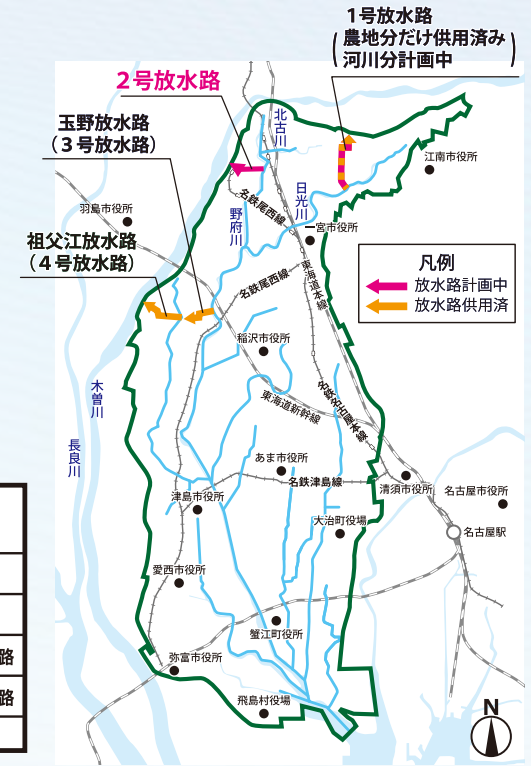 1号放水路
農地分だけ供用済み
河川分計画中
2号放水路
玉野放水路
（3号放水路）
北古川
江南市役所
日光川
羽島市役所
名鉄尾西線
野府川
一宮市役所
祖父江放水路
（4号放水路）
凡例
放水路計画中
放水路供用済
名鉄尾西線
東海道本線
稲沢市役所
木曽川
東海道新幹線
名鉄名古屋本線
長良川
あま市役所
名鉄津島線
清須市役所
名古屋市役所
津島市役所
大治町役場
名古屋駅
愛西市役所
蟹江町役所
弥富市役所
路
飛島村役場
路
N